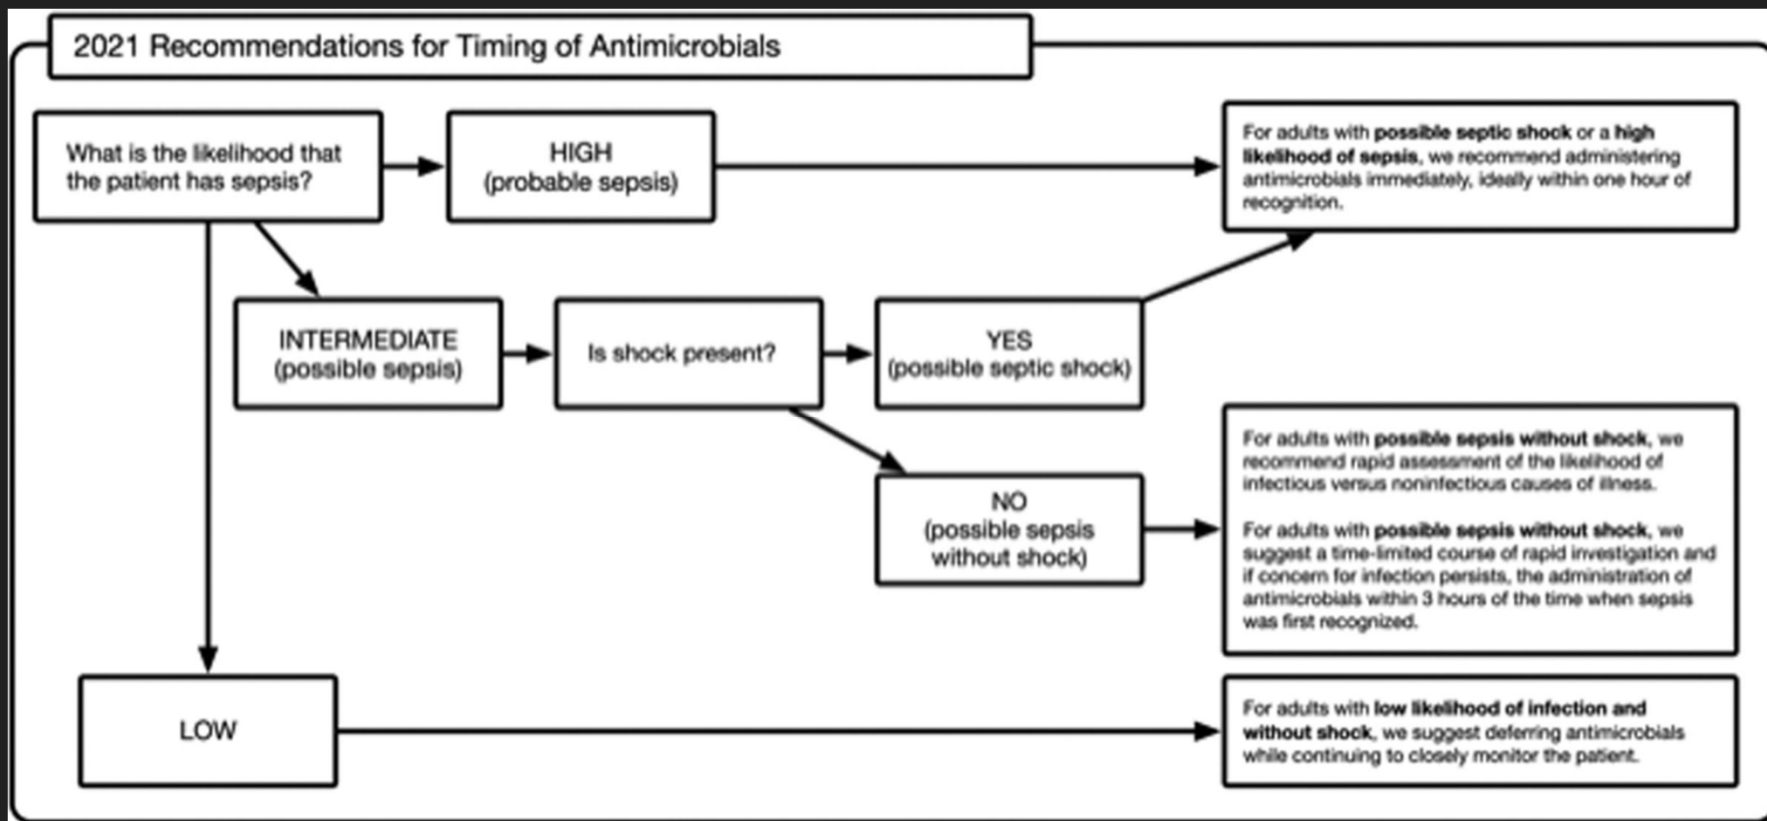 2021 Recommendations for Timing of Antimicrobials
What is the likelihood that
the patient has sepsis?
HIGH
(probable sepsis)
For adults with possible septic shock or a high
likelihood of sepsis, we recommend administering
antimicrobials immediately, ideally within one hour of
recognition.
INTERMEDIATE
(possible sepsis)
Is shock present?
YES
(possible septic shock)
NO
(possible sepsis
without shock)
For adults with possible sepsis without shock, we
recommend rapid assessment of the likelihood of
infectious versus noninfectious causes of illness.
For adults with possible sepsis without shock, we
suggest a time-limited course of rapid investigation and
if concern for infection persists, the administration of
antimicrobials within 3 hours of the time when sepsis
was first recognized.
LOW
For adults with low likelihood of infection and
without shock, we suggest deferring antimicrobials
while continuing to closely monitor the patient.